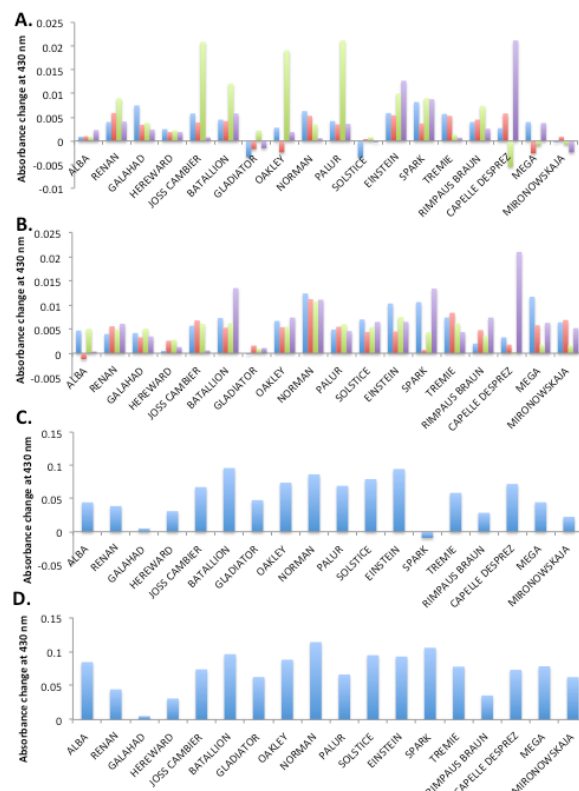 A.
Absorbance change at 430 nm
0.025
0.02
0.015
0.01
0.005
0
-0.005
-0.01
ALBA
RENAN
GALAHAD
HEREWARD
JOSS CAMBIER
BATALLION
GLADIATOR
OAKLEY
NORMAN
PALUR
SOLSTICE
EINSTEIN
SPARK
TREMIE
RIMPAUS BRAUN
CAPELLE DESPREZ
MEGA
MIRONOWSKAJA
B.
Absorbance change at 430 nm
0.025
0.02
0.015
0.01
0.005
0
-0.005
ALBA
RENAN
GALAHAD
HEREWARD
JOSS CAMBIER
BATALLION
GLADIATOR
OAKLEY
NORMAN
PALUR
SOLSTICE
EINSTEIN
SPARK
TREMIE
RIMPAUS BRAUN
CAPELLE DESPREZ
MEGA
MIRONOWSKAJA
C.
Absorbance change at 430 nm
0.15
0.1
0.05
0
-0.05
ALBA
RENAN
GALAHAD
HEREWARD
JOSS CAMBIER
BATALLION
GLADIATOR
OAKLEY
NORMAN
PALUR
SOLSTICE
EINSTEIN
SPARK
TREMIE
RIMPAUS BRAUN
CAPELLE DESPREZ
MEGA
MIRONOWSKAJA
D.
Absorbance change at 430 nm
0.15
0.1
0.05
0
ALBA
RENAN
GALAHAD
HEREWARD
JOSS CAMBIER
BATALLION
GLADIATOR
OAKLEY
NORMAN
PALUR
SOLSTICE
EINSTEIN
SPARK
TREMIE
RIMPAUS BRAUN
CAPELLE DESPREZ
MEGA
MIRONOWSKAJA